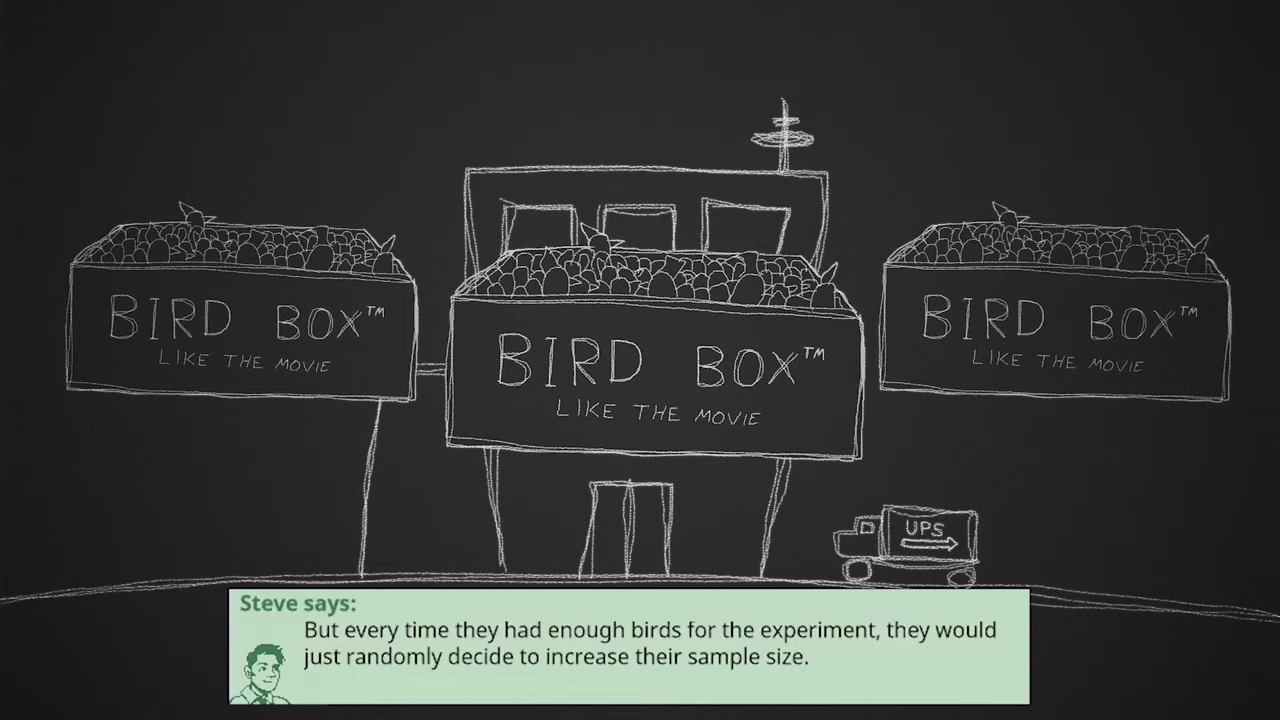 BIRD BOX™
LIKE THE MOVIE
BIRD BOX™
LIKE THE MOVIE
BIRD BOX™
LIKE THE MOVIE
UPS
Steve says:
But every time they had enough birds for the experiment, they would
just randomly decide to increase their sample size.